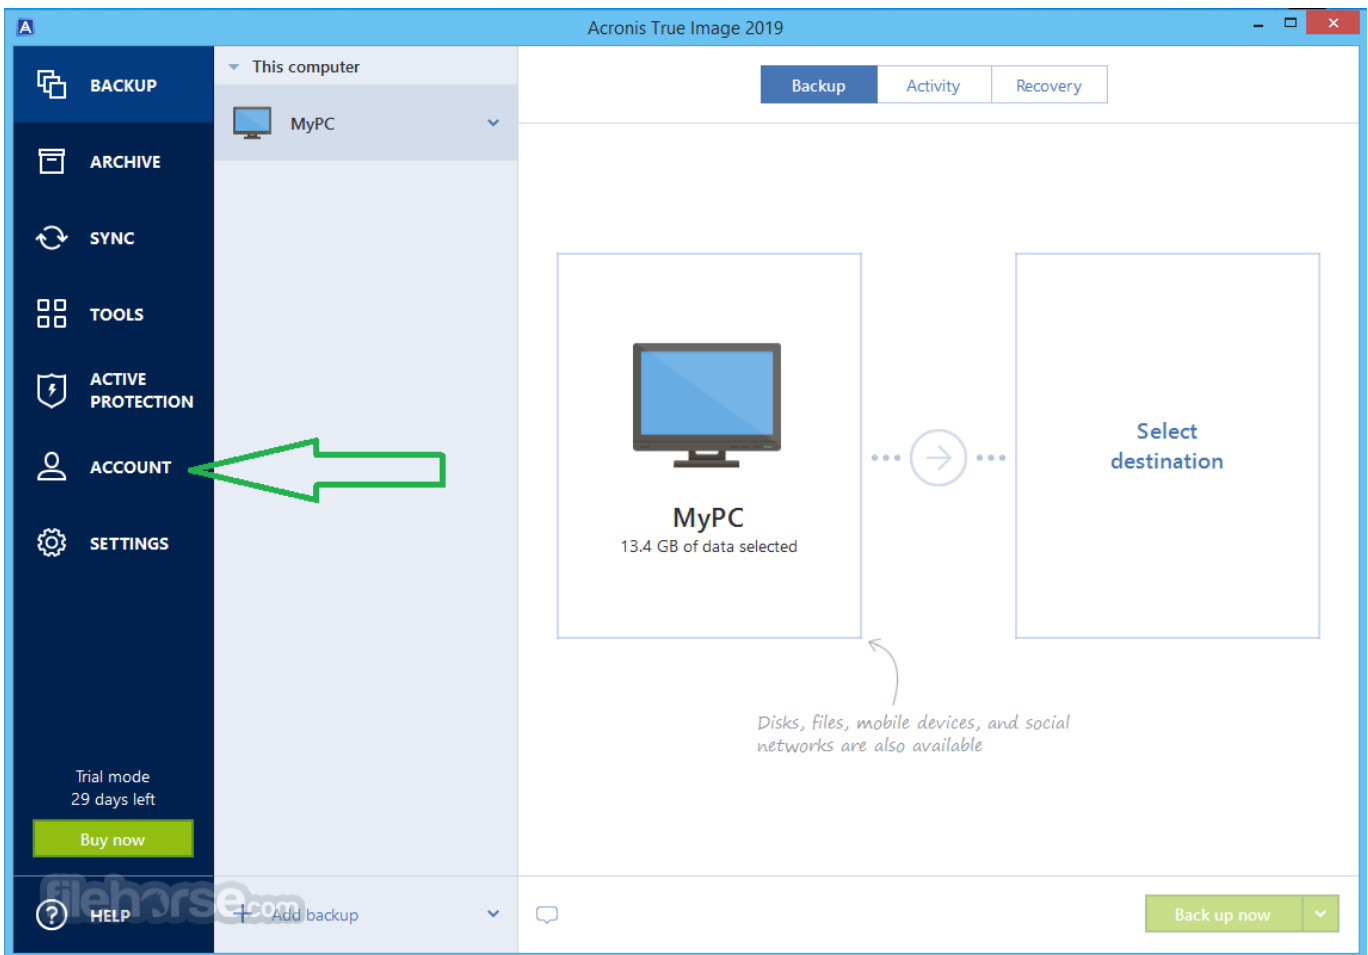 A
Acronis True Image 2019
BACKUP
ARCHIVE
SYNC
TOOLS
ACTIVE
PROTECTION
ACCOUNT
SETTINGS
Trial mode
29 days left
Buy now
HELP
This computer
MyPC
Add backup
Backup
Activity
Recovery
MyPC
13.4 GB of data selected
Select
destination
Disks, files, mobile devices, and social
networks are also available
Back up now
filehorse.com